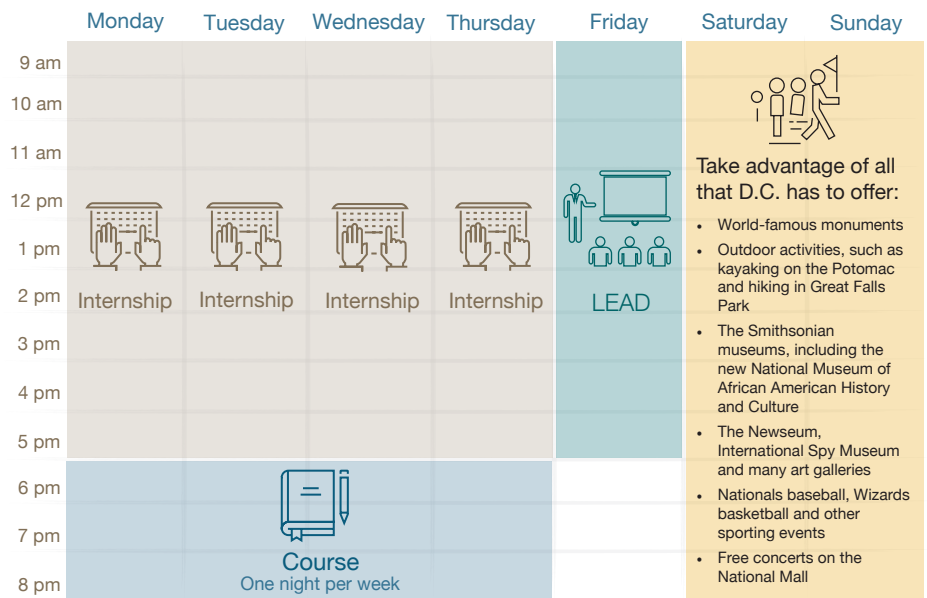 Monday Tuesday Wednesday Thursday Friday Saturday Sunday
9 am
10 am
11 am
12 pm
1 pm
2 pm
3 pm
4 pm
5 pm
6 pm
7 pm
8 pm
Internship Internship Internship Internship
LEAD
Course
One night per week
Take advantage of all
that D.C. has to offer:
• World-famous monuments
• Outdoor activities, such as
kayaking on the Potomac
and hiking in Great Falls
Park
• The Smithsonian
museums, including the
new National Museum of
African American History
and Culture
• The Newseum,
International Spy Museum
and many art galleries
• Nationals baseball, Wizards
basketball and other
sporting events
• Free concerts on the
National Mall